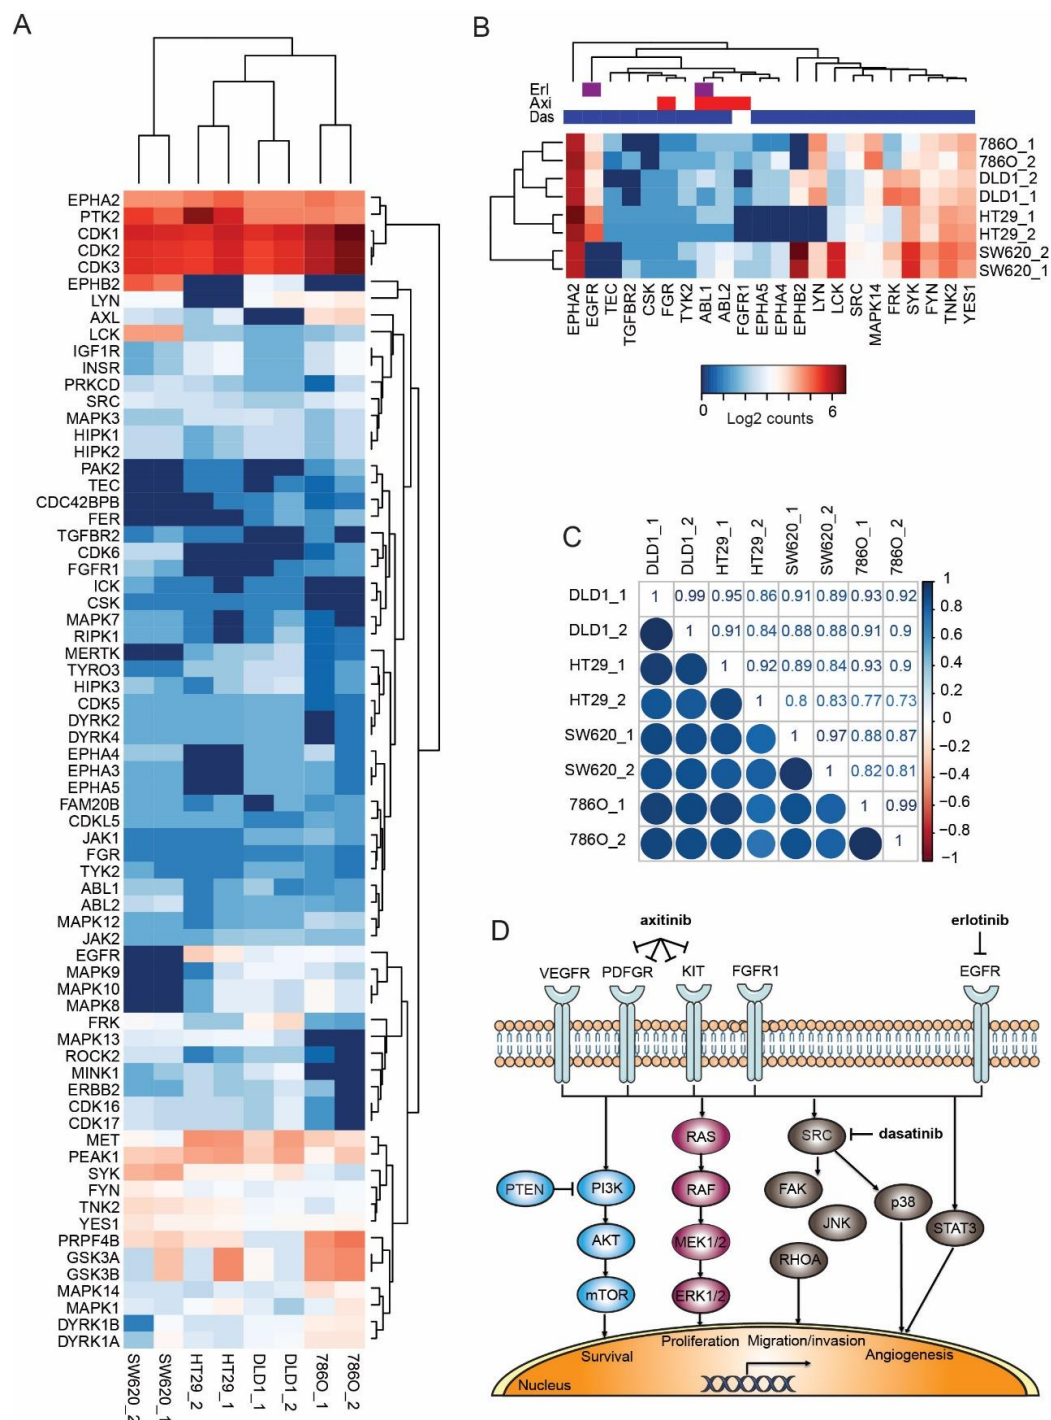 A
EPHA2
PTK2
CDK1
CDK2
CDK3
EPHB2
LYN
AXL
LCK
IGF1R
INSR
PRKCD
SRC
MAPK3
HIPK1
HIPK2
PAK2
TEC
CDC42BPB
FER
TGFBR2
CDK6
FGFR1
ICK
CSK
MAPK7
RIPK1
MERTK
TYRO3
HIPK3
CDK5
DYRK2
DYRK4
EPHA4
EPHA3
EPHA5
FAM20B
CDKL5
JAK1
FGR
TYK2
ABL1
ABL2
MAPK12
JAK2
EGFR
MAPK9
MAPK10
MAPK8
FRK
MAPK13
ROCK2
MINK1
ERBB2
CDK16
CDK17
MET
PEAK1
SYK
FYN
TNK2
YES1
PRPF4B
GSK3A
GSK3B
MAPK14
MAPK1
DYRK1B
DYRK1A
SW620_2
SW620_1
HT29_2
HT29_1
DLD1_1
DLD1_2
786O_1
786O_2
B
Erl
Axi
Das
786O_1
786O_2
DLD1_2
DLD1_1
HT29_1
HT29_2
SW620_2
SW620_1
EPHA2
EGFR
TEC
TGFBR2
CSK
FGR
TYK2
ABL1
ABL2
FGFR1
EPHA5
EPHA4
EPHB2
LYN
LCK
SRC
MAPK14
FRK
SYK
FYN
TNK2
YES1
0 6
Log2 counts
C
DLD1_1
DLD1_2
HT29_1
HT29_2
SW620_1
SW620_2
786O_1
786O_2
DLD1_1 1 0.99 0.95 0.86 0.91 0.89 0.93 0.92
DLD1_2 1 0.91 0.84 0.88 0.88 0.91 0.9
HT29_1 1 0.92 0.89 0.84 0.93 0.9
HT29_2 1 0.8 0.83 0.77 0.73
SW620_1 1 0.97 0.88 0.87
SW620_2 1 0.82 0.81
786O_1 1 0.99
786O_2 1
1
0.8
0.6
0.4
0.2
0
−0.2
−0.4
−0.6
−0.8
−1
D
axitinib erlotinib
VEGFR PDFGR KIT FGFR1 EGFR
RAS SRC dasatinib
PTEN PI3K RAF FAK p38
AKT MEK1/2 JNK STAT3
RHOA
mTOR ERK1/2
Survival Proliferation Migration/invasion Angiogenesis
Nucleus